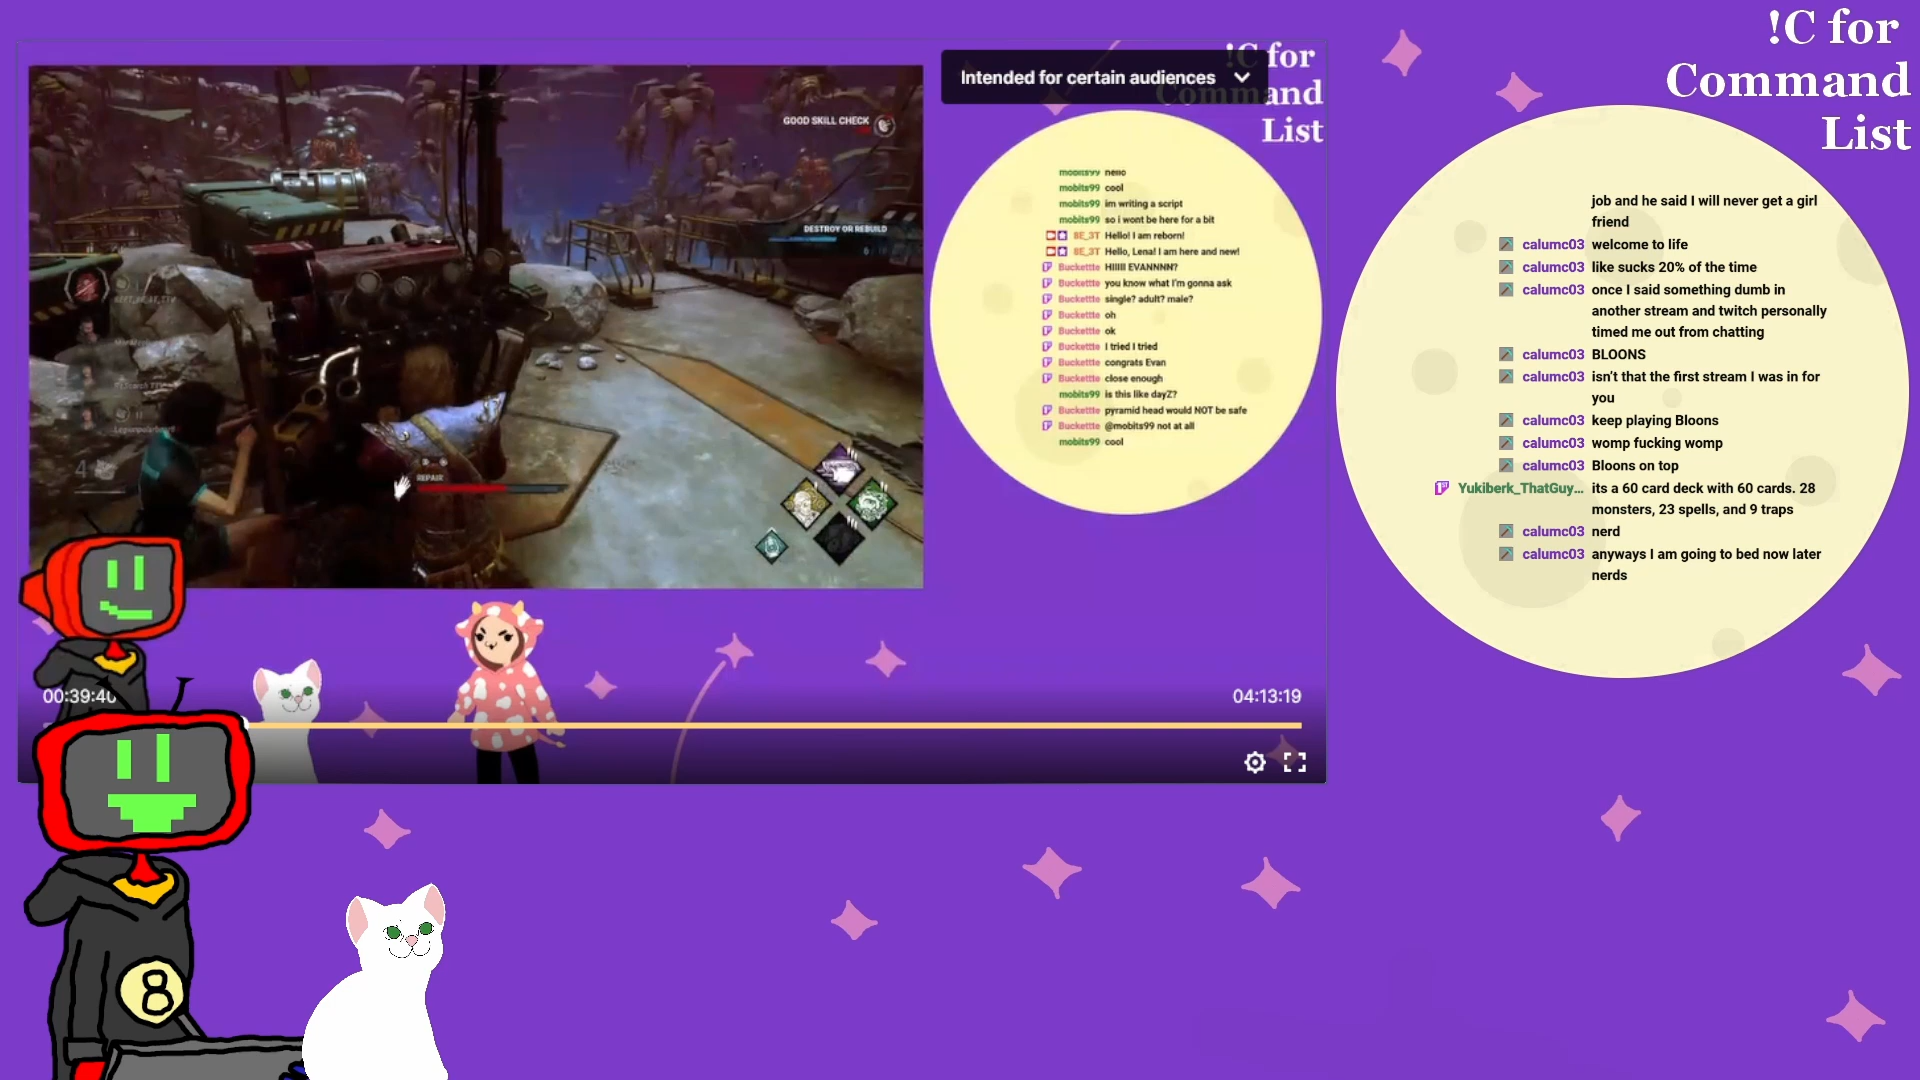 !C for
Command
List
Intended for certain audiences
!C for
Command
List
GOOD SKILL CHECK
DESTROY OR REBUILD
REPAIR
4
mobits99 hello
mobits99 cool
mobits99 im writing a script
mobits99 so i wont be here for a bit
8E_3T Hello! I am reborn!
8E_3T Hello, Lena! I am here and new!
Buckettte HIIIII EVANNNN?
Buckettte you know what I'm gonna ask
Buckettte single? adult? male?
Buckettte oh
Buckettte ok
Buckettte I tried I tried
Buckettte congrats Evan
Buckettte close enough
mobits99 is this like dayZ?
Buckettte pyramid head would NOT be safe
Buckettte @mobits99 not at all
mobits99 cool
job and he said I will never get a girl
friend
calumc03 welcome to life
calumc03 like sucks 20% of the time
calumc03 once I said something dumb in
another stream and twitch personally
timed me out from chatting
calumc03 BLOONS
calumc03 isn't that the first stream I was in for
you
calumc03 keep playing Bloons
calumc03 womp fucking womp
calumc03 Bloons on top
Yukiberk_ThatGuy... its a 60 card deck with 60 cards. 28
monsters, 23 spells, and 9 traps
calumc03 nerd
calumc03 anyways I am going to bed now later
nerds
00:39:40
04:13:19
8